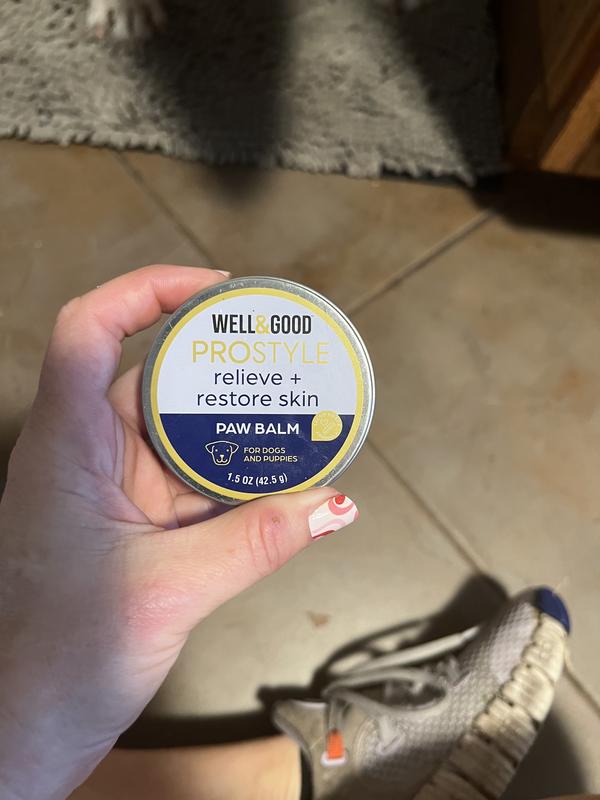 WELL&GOOD
PROSTYLE
relieve +
restore skin
PAW BALM
FOR DOGS
AND PUPPIES
1.5 OZ (42.5 g)